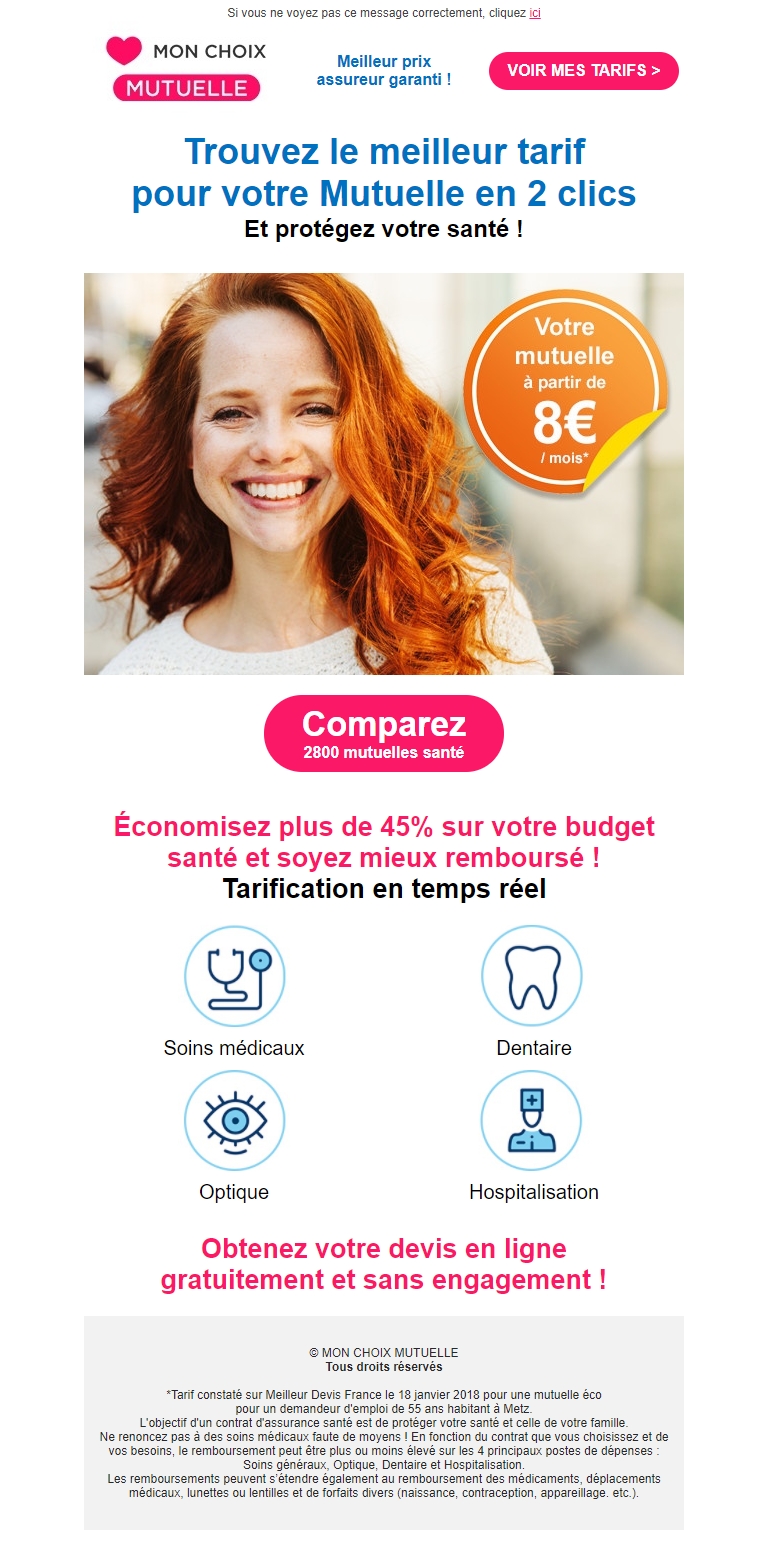 Si vous ne voyez pas ce message correctement, cliquez ici
MON CHOIX
MUTUELLE
Meilleur prix
assureur garanti !
VOIR MES TARIFS >
Trouvez le meilleur tarif
pour votre Mutuelle en 2 clics
Et protégez votre santé !
Votre
mutuelle
à partir de
8€
/ mois*
Comparez
2800 mutuelles santé
Économisez plus de 45% sur votre budget
santé et soyez mieux remboursé !
Tarification en temps réel
Soins médicaux
Dentaire
Optique
Hospitalisation
Obtenez votre devis en ligne
gratuitement et sans engagement !
© MON CHOIX MUTUELLE
Tous droits réservés
*Tarif constaté sur Meilleur Devis France le 18 janvier 2018 pour une mutuelle éco
pour un demandeur d'emploi de 55 ans habitant à Metz.
L'objectif d'un contrat d'assurance santé est de protéger votre santé et celle de votre famille.
Ne renoncez pas à des soins médicaux faute de moyens ! En fonction du contrat que vous choisissez et de
vos besoins, le remboursement peut être plus ou moins élevé sur les 4 principaux postes de dépenses :
Soins généraux, Optique, Dentaire et Hospitalisation.
Les remboursements peuvent s'étendre également au remboursement des médicaments, déplacements
médicaux, lunettes ou lentilles et de forfaits divers (naissance, contraception, appareillage. etc.).